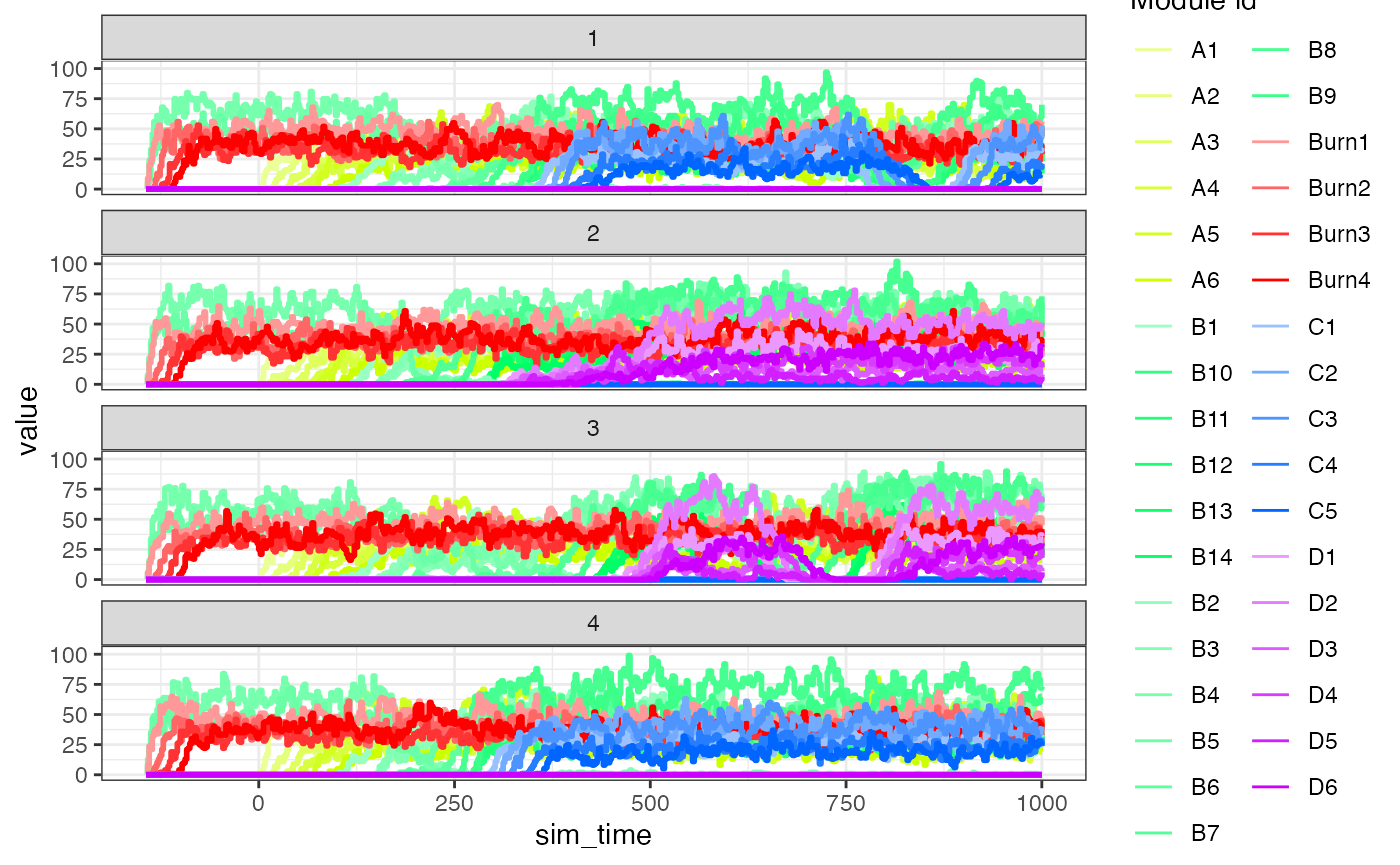 1
100
75
50
25
0
2
100
75
50
25
0
3
100
75
50
25
0
4
100
75
50
25
0
0 250 500 750 1000
sim_time
value
Module id
A1 B8
A2 B9
A3 Burn1
A4 Burn2
A5 Burn3
A6 Burn4
B1 C1
B10 C2
B11 C3
B12 C4
B13 C5
B14 D1
B2 D2
B3 D3
B4 D4
B5 D5
B6 D6
B7